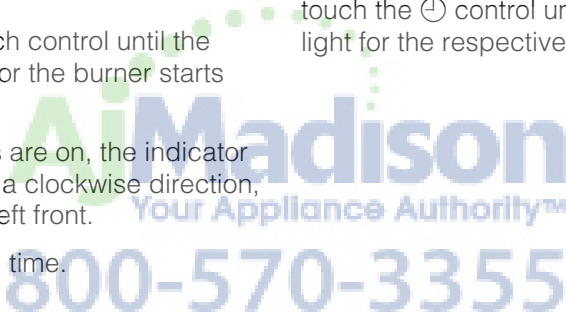 ch control until the
or the burner starts
s are on, the indicator
a clockwise direction,
eft front.
time.
touch the control
light for the respective
AjMadison
Your Appliance Authority™
800-570-3355